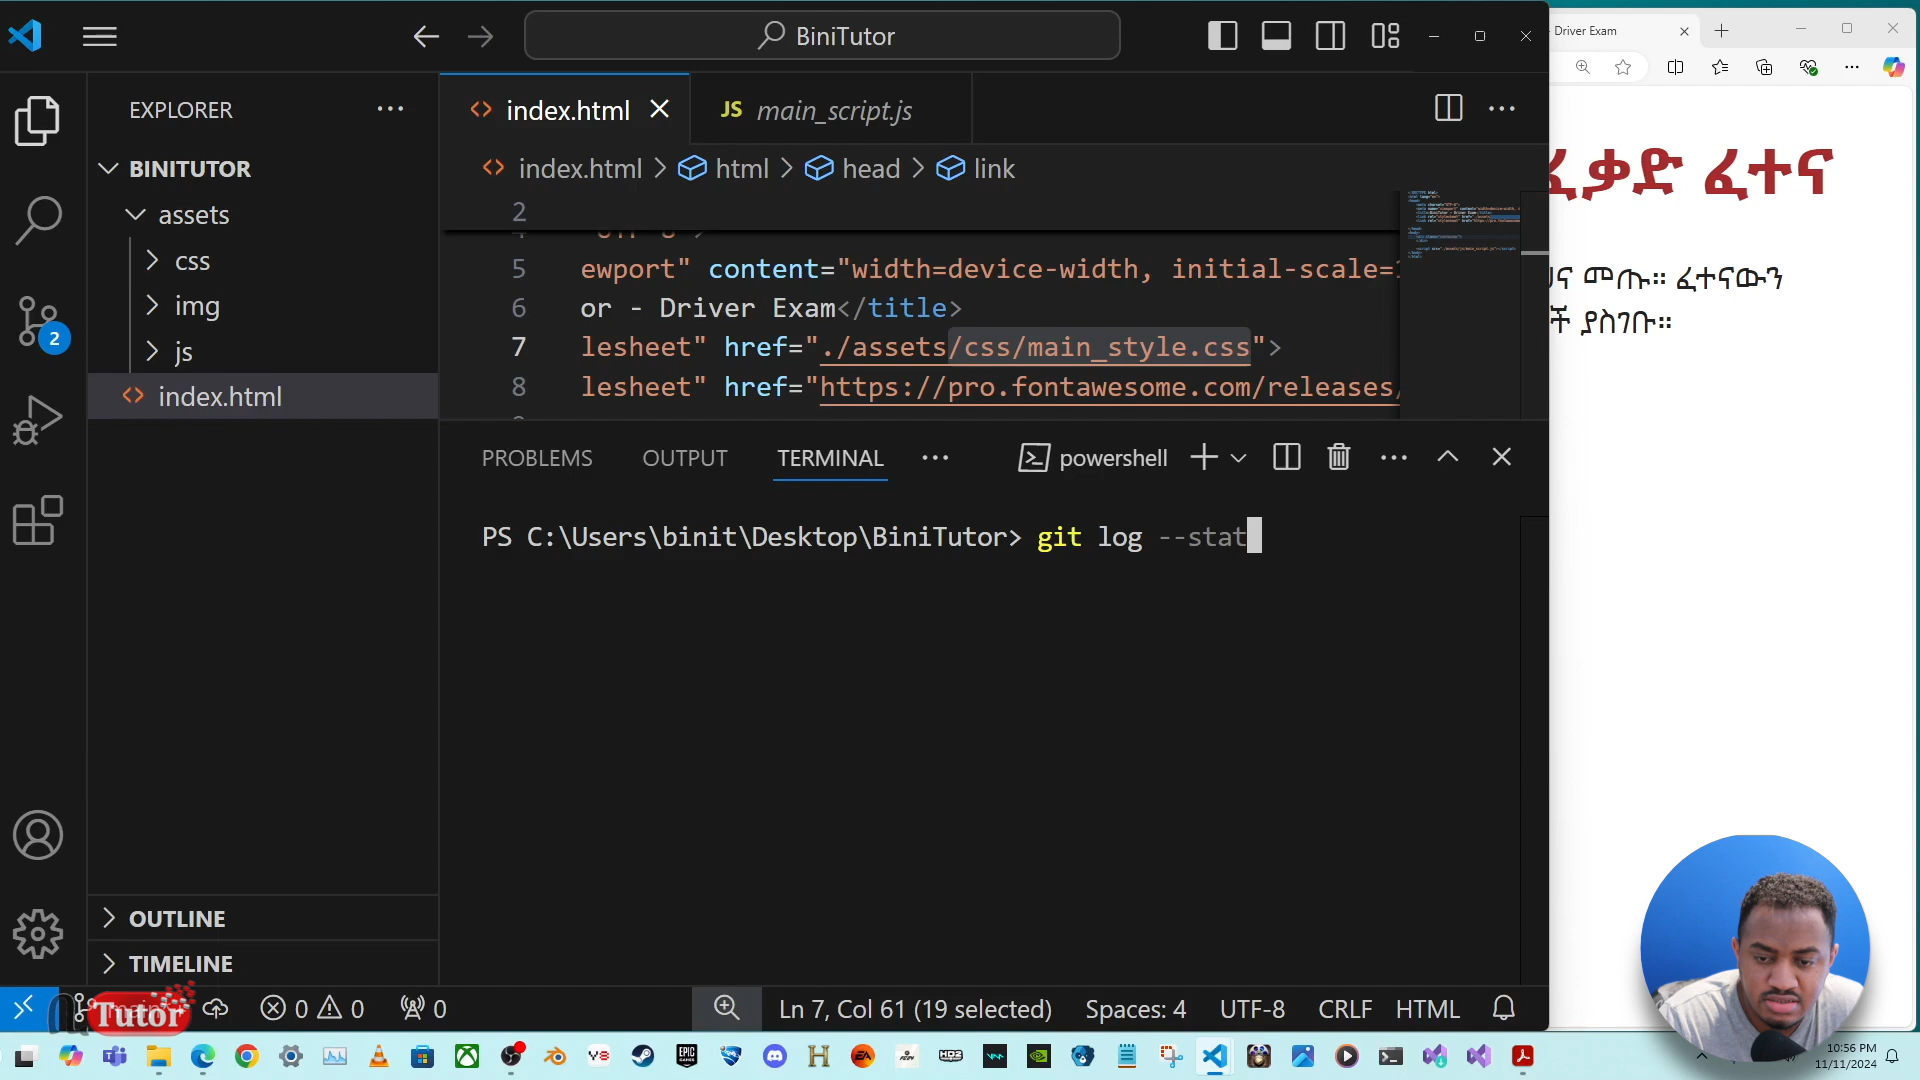 BiniTutor
Driver Exam
EXPLORER
index.html
JS main_script.js
BINITUTOR
index.html > html > head > link
assets
css
img
js
index.html
2
5 ewport" content="width=device-width, initial-scale=
6 or - Driver Exam</title>
7 lesheet" href="./assets/css/main_style.css">
8 lesheet" href="https://pro.fontawesome.com/releases/
PROBLEMS OUTPUT TERMINAL powershell
PS C:\Users\binit\Desktop\BiniTutor> git log --stat
ፈቃድ ፈተና
መጡ። ፈተናውን
ያስገቡ።
2
OUTLINE
TIMELINE
Tutor
0 0 0
Ln 7, Col 61 (19 selected) Spaces: 4 UTF-8 CRLF HTML
10:56 PM
11/11/2024